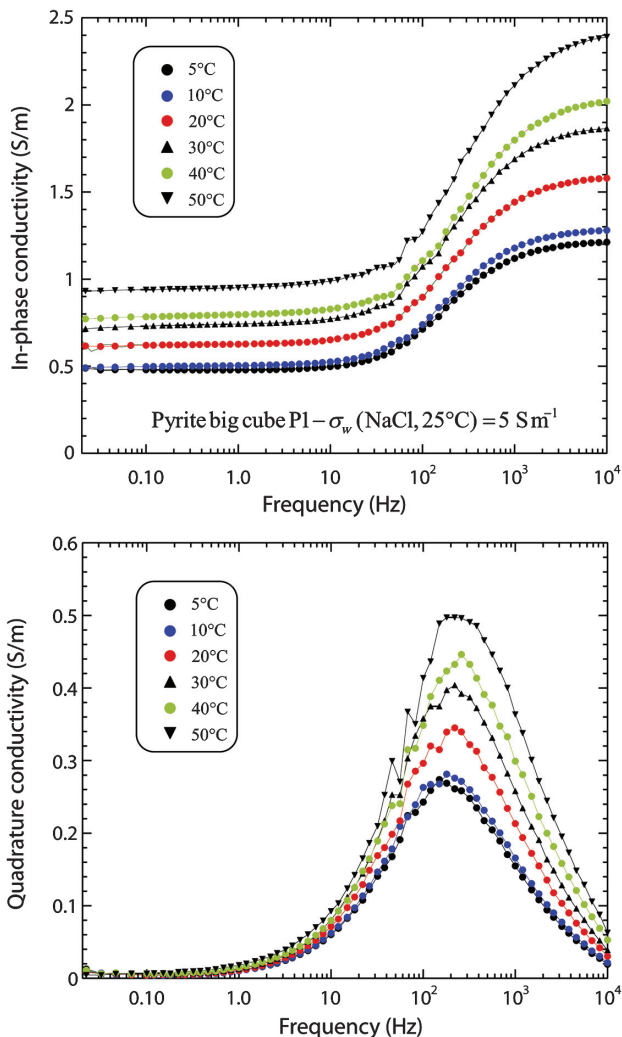 2.5
2
1.5
1
0.5
0
In-phase conductivity (S/m)
5°C
10°C
20°C
30°C
40°C
50°C
Pyrite big cube P1 – σw (NaCl, 25°C) = 5 S m⁻¹
0.10 1.0 10 10² 10³ 10⁴
Frequency (Hz)
0.6
0.5
0.4
0.3
0.2
0.1
0
Quadrature conductivity (S/m)
5°C
10°C
20°C
30°C
40°C
50°C
0.10 1.0 10 10² 10³ 10⁴
Frequency (Hz)